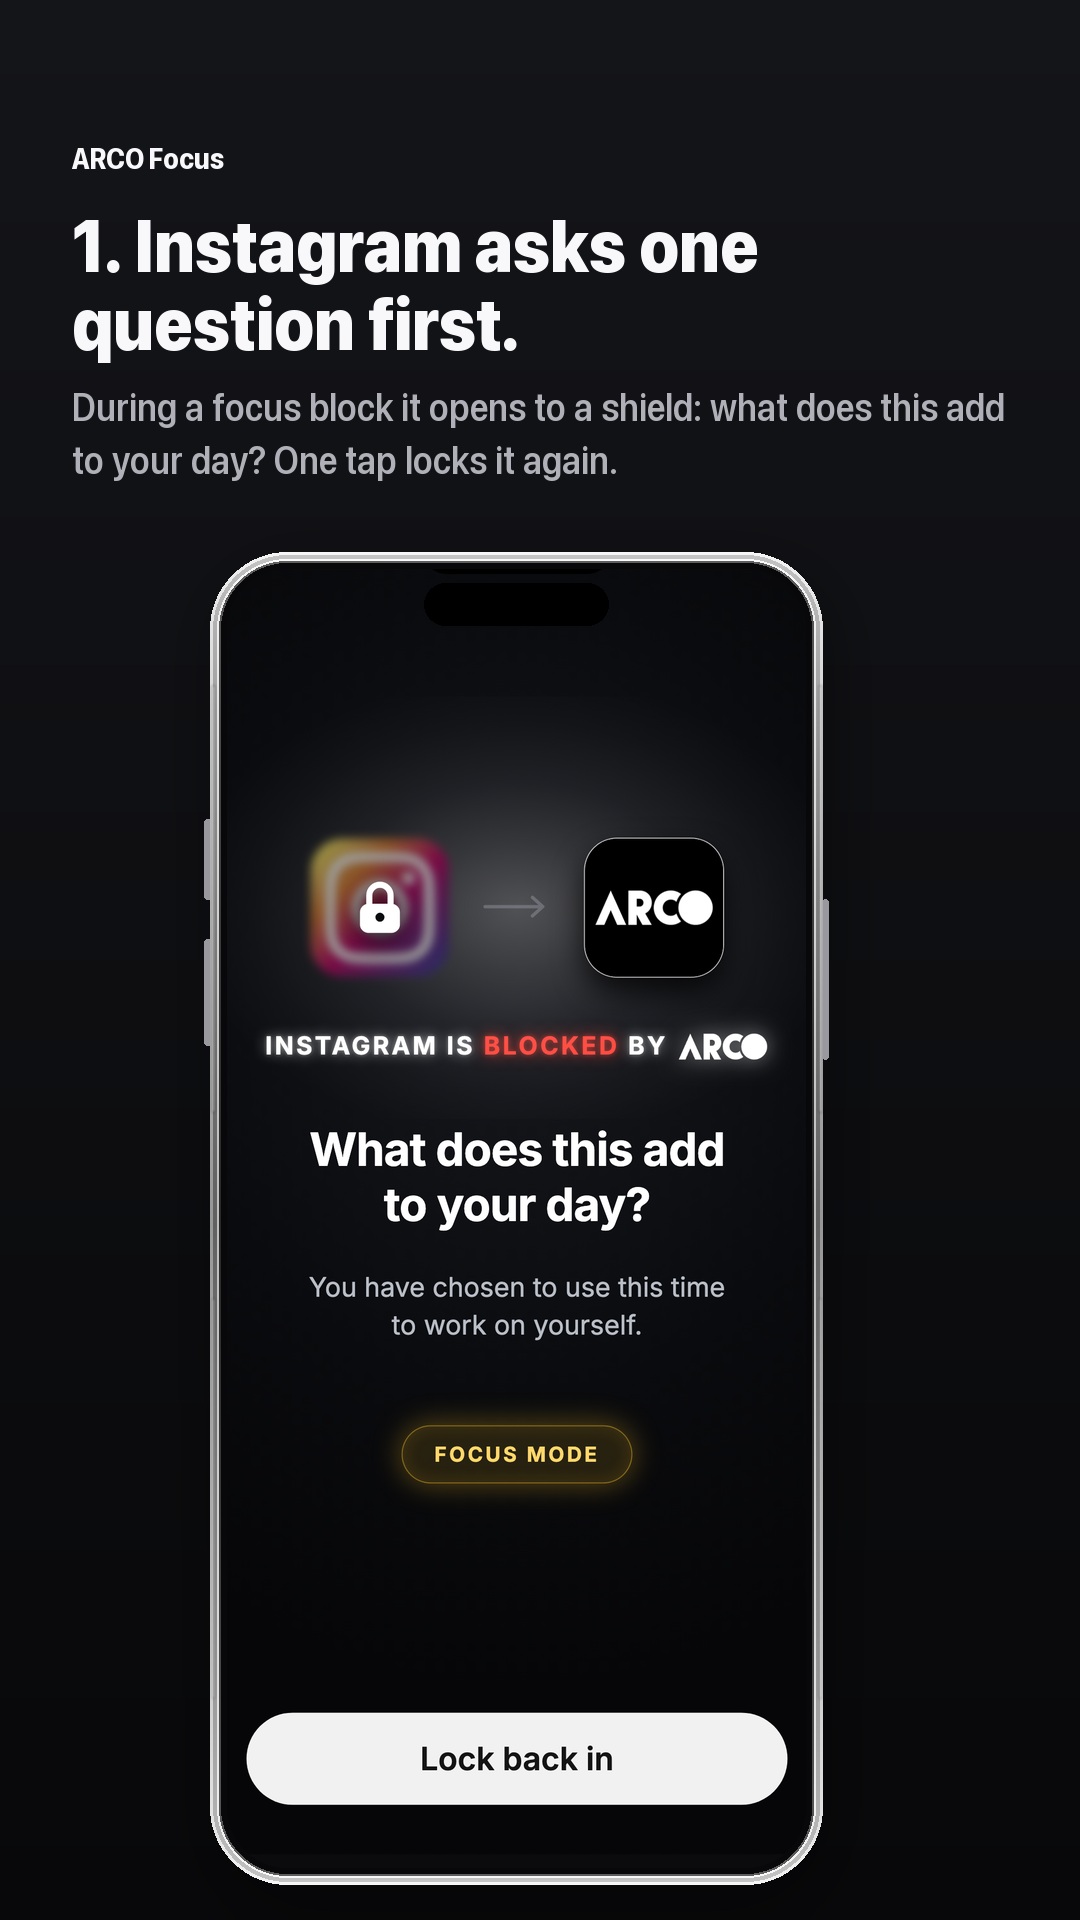 ARCO Focus
1. Instagram asks one
question first.
During a focus block it opens to a shield: what does this add
to your day? One tap locks it again.
ARCO
INSTAGRAM IS BLOCKED BY ARCO
What does this add
to your day?
You have chosen to use this time
to work on yourself.
FOCUS MODE
Lock back in